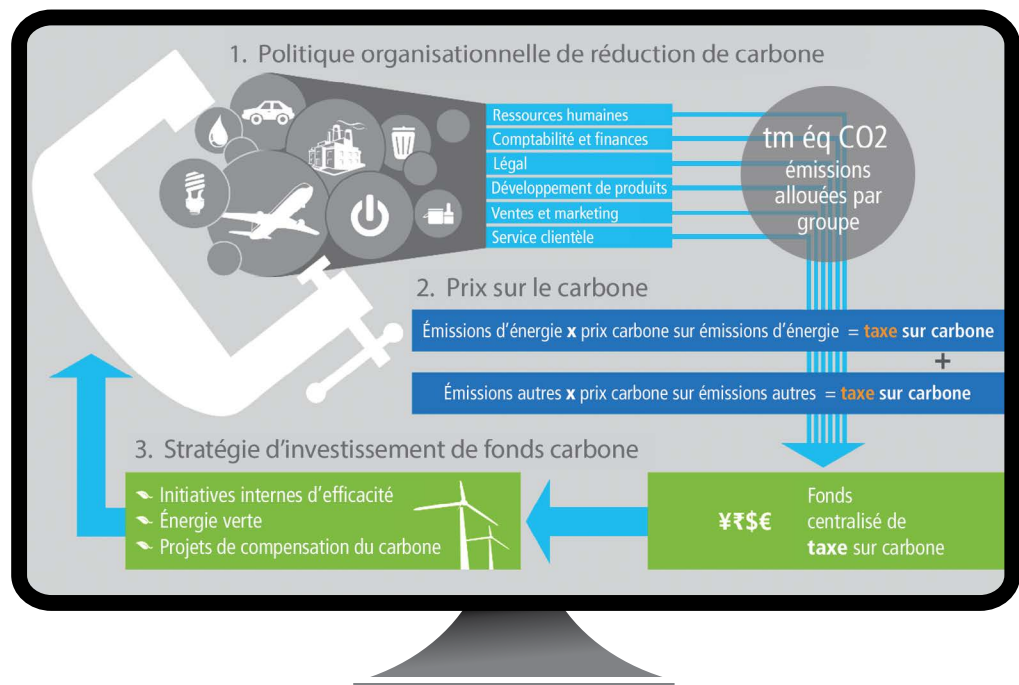 1. Politique organisationnelle de réduction de carbone
Ressources humaines
Comptabilité et finances
Légal
Développement de produits
Ventes et marketing
Service clientèle
tm éq CO2
émissions
allouées par
groupe
2. Prix sur le carbone
Émissions d'énergie x prix carbone sur émissions d'énergie = taxe sur carbone
+
Émissions autres x prix carbone sur émissions autres = taxe sur carbone
3. Stratégie d'investissement de fonds carbone
Initiatives internes d'efficacité
Énergie verte
Projets de compensation du carbone
¥₹$€
Fonds
centralisé de
taxe sur carbone